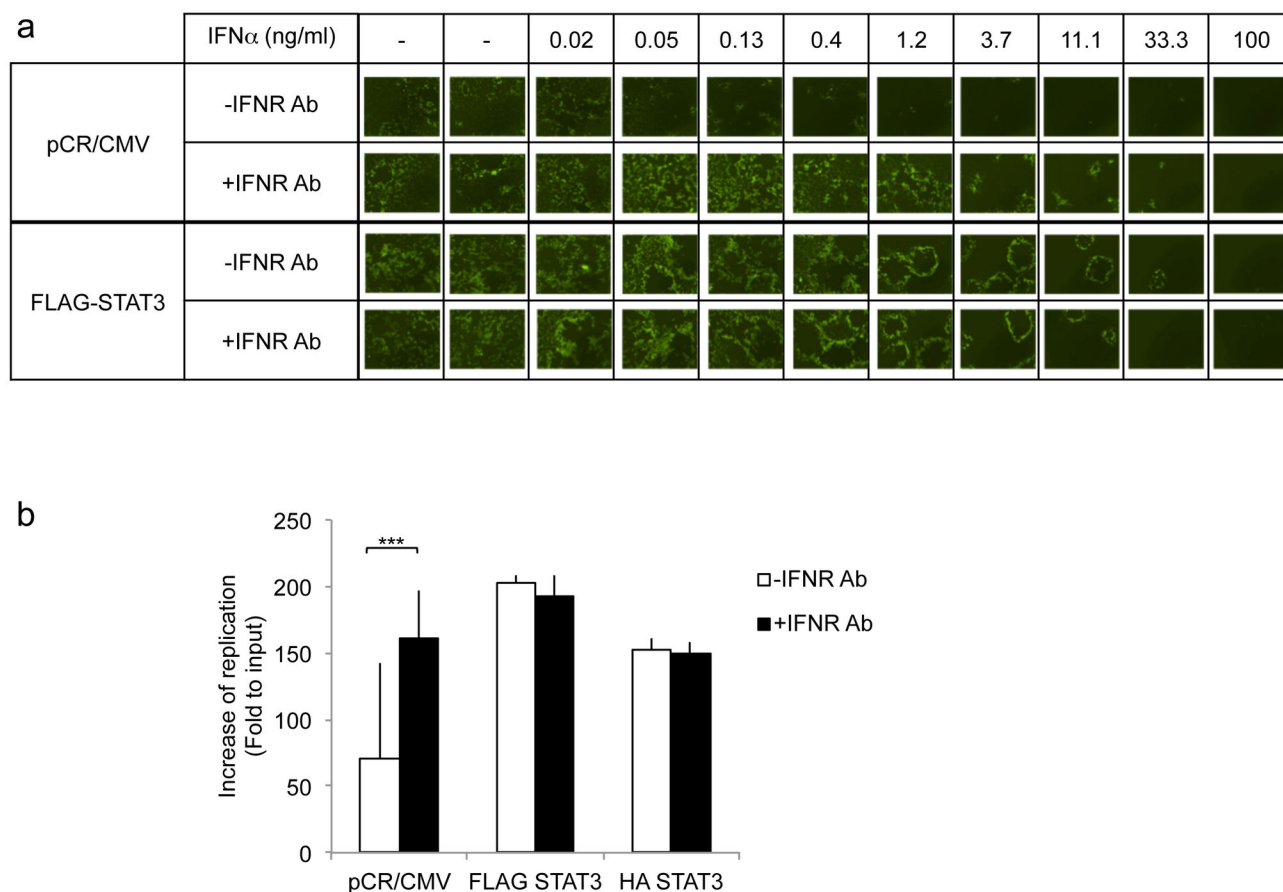 a
IFNα (ng/ml) - - 0.02 0.05 0.13 0.4 1.2 3.7 11.1 33.3 100
pCR/CMV
-IFNR Ab
+IFNR Ab
FLAG-STAT3
-IFNR Ab
+IFNR Ab
b
Increase of replication
(Fold to input)
250
200
150
100
50
0
***
-IFNR Ab
+IFNR Ab
pCR/CMV FLAG STAT3 HA STAT3